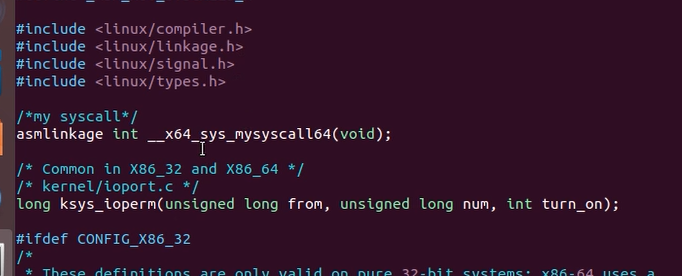 #include <linux/compiler.h>
#include <linux/linkage.h>
#include <linux/signal.h>
#include <linux/types.h>
/*my syscall*/
asmlinkage int __x64_sys_mysyscall64(void);
/* Common in X86_32 and X86_64 */
/* kernel/ioport.c */
long ksys_ioperm(unsigned long from, unsigned long num, int turn_on);
#ifdef CONFIG_X86_32
/*
* These definitions are only valid on pure 32-bit systems; x86-64 uses a